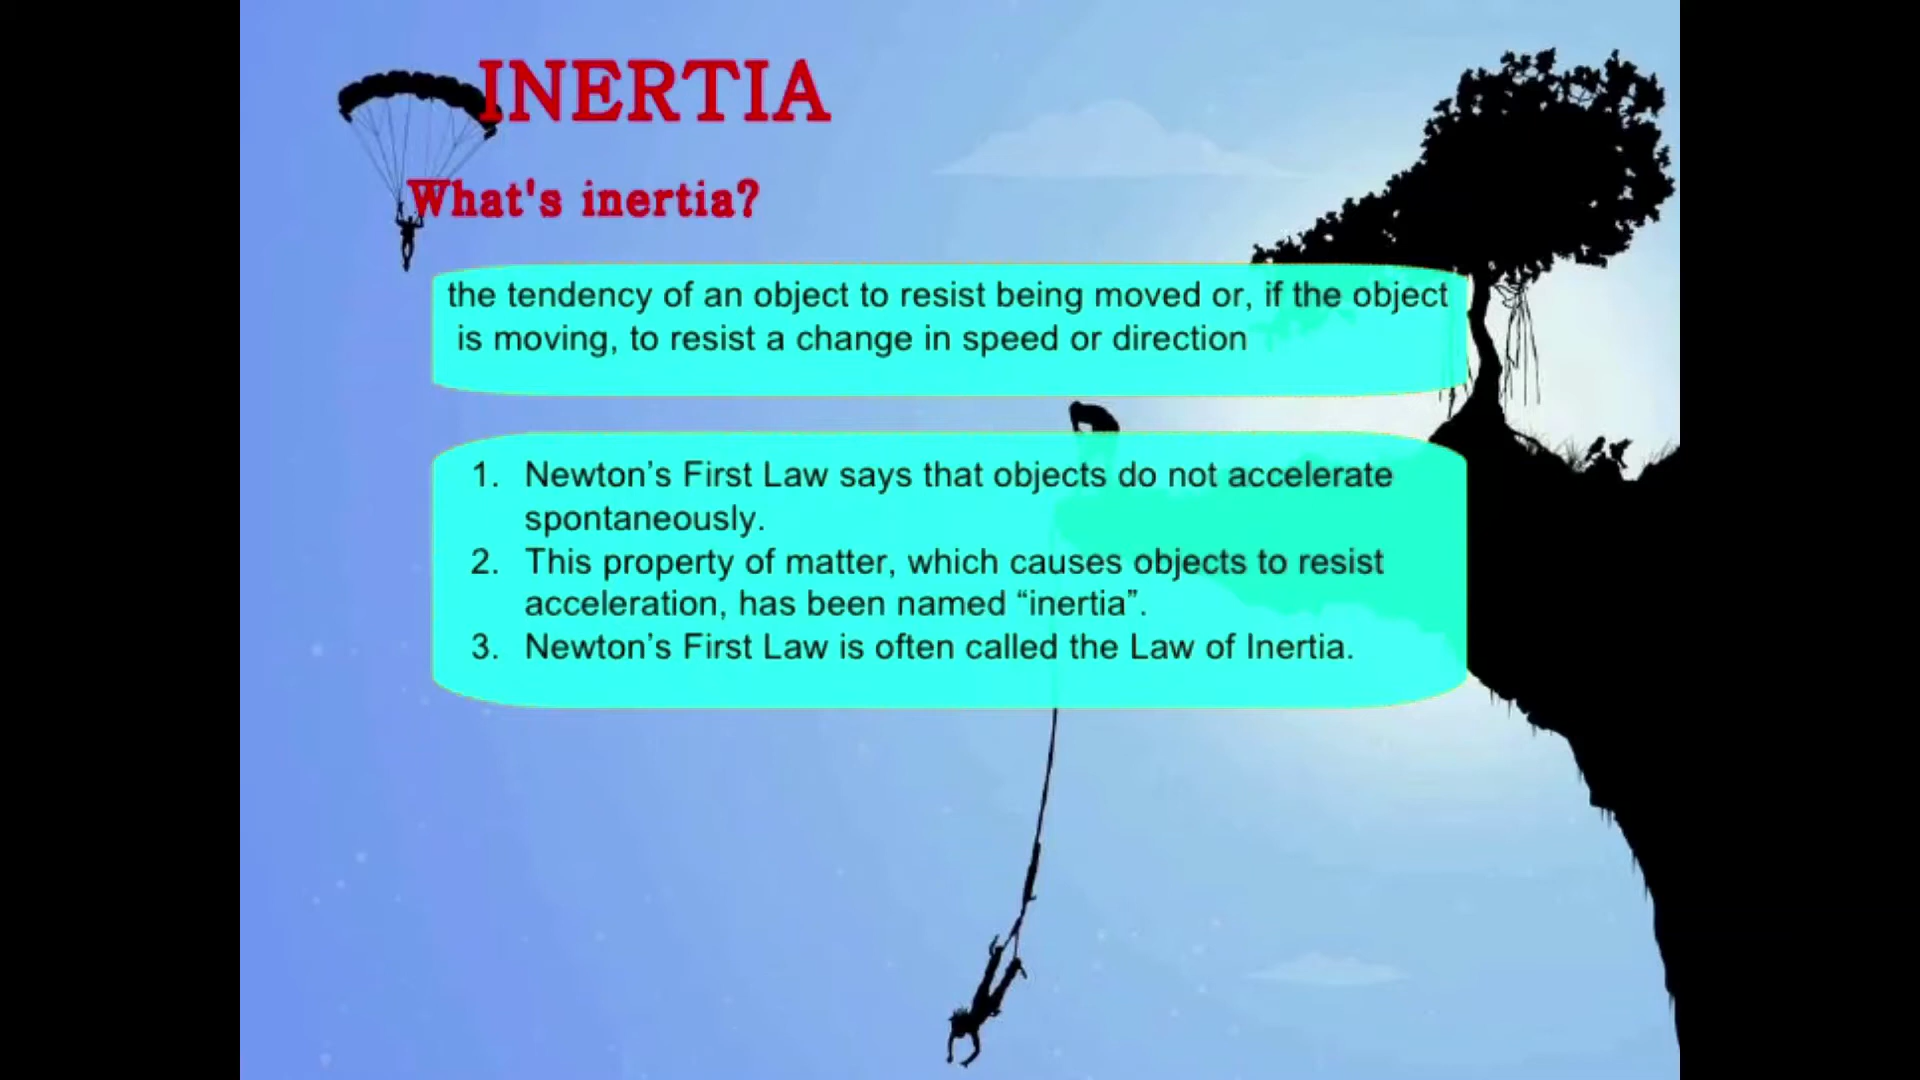 INERTIA
What's inertia?
the tendency of an object to resist being moved or, if the object
is moving, to resist a change in speed or direction
1. Newton’s First Law says that objects do not accelerate
spontaneously.
2. This property of matter, which causes objects to resist
acceleration, has been named “inertia”.
3. Newton’s First Law is often called the Law of Inertia.